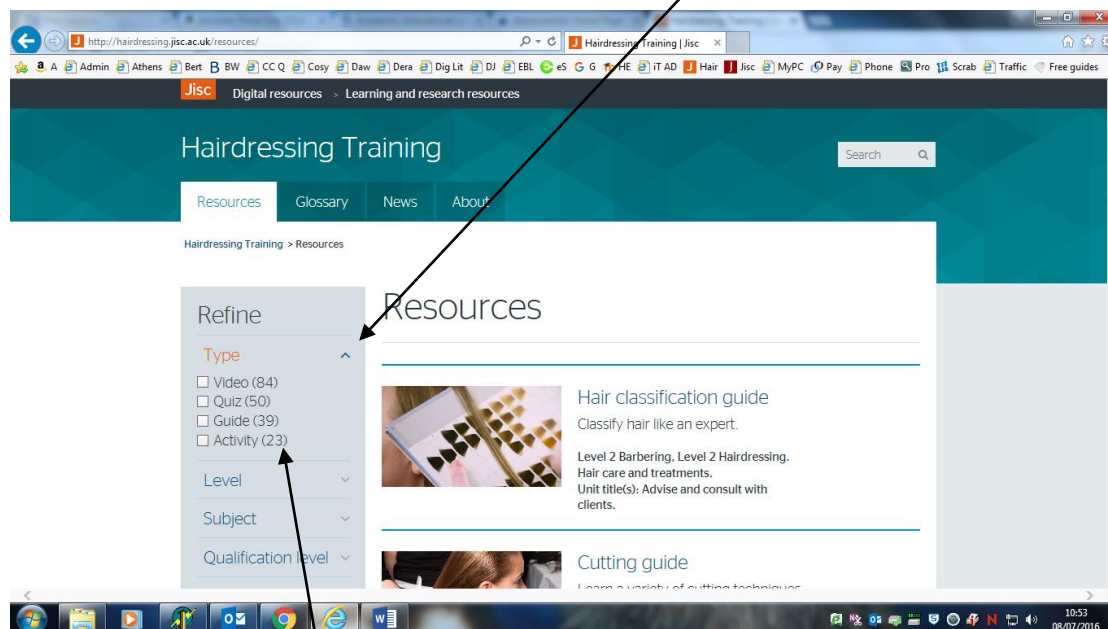 http://hairdressing.jisc.ac.uk/resources/
Hairdressing Training | Jisc
A Admin Athens Bert BW CC Q Cosy Daw Dera Dig Lit DJ EBL eS G G HE iT AD Hair Jisc MyPC Pay Phone Pro Scrab Traffic Free guides
Jisc Digital resources > Learning and research resources
Hairdressing Training
Search
Resources Glossary News About
Hairdressing Training > Resources
Refine
Type
Video (84)
Quiz (50)
Guide (39)
Activity (23)
Level
Subject
Qualification level
Resources
Hair classification guide
Classify hair like an expert.
Level 2 Barbering, Level 2 Hairdressing.
Hair care and treatments.
Unit title(s): Advise and consult with
clients.
Cutting guide
Learn a variety of cutting techniques
10:53
08/07/2016